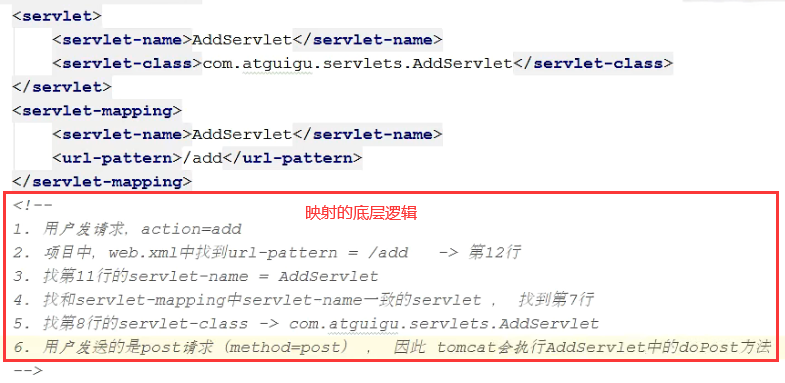 <servlet>
<servlet-name>AddServlet</servlet-name>
<servlet-class>com.atguigu.servlets.AddServlet</servlet-class>
</servlet>
<servlet-mapping>
<servlet-name>AddServlet</servlet-name>
<url-pattern>/add</url-pattern>
</servlet-mapping>
<!--
映射的底层逻辑
1. 用户发请求，action=add
2. 项目中，web.xml中找到url-pattern = /add -> 第12行
3. 找第11行的servlet-name = AddServlet
4. 找和servlet-mapping中servlet-name一致的servlet ， 找到第7行
5. 找第8行的servlet-class -> com.atguigu.servlets.AddServlet
6. 用户发送的是post请求（method=post） ， 因此 tomcat会执行AddServlet中的doPost方法
-->